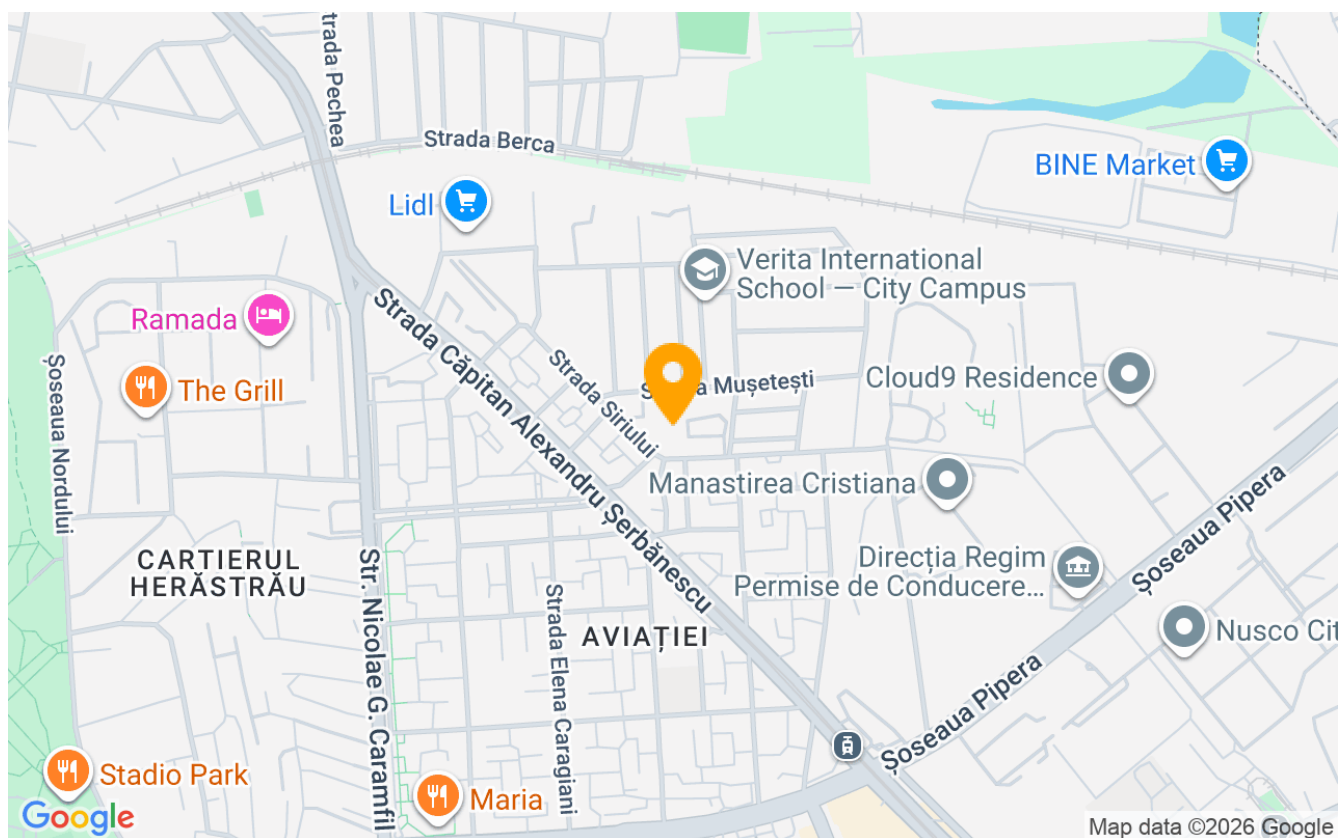 trada Pechea
Strada Berca
BINE Market
Lidl
Verita International
School — City Campus
Ramada
Strada Căpitan Alexandru Șerbănescu
Șoseaua Nordului
The Grill
Strada Siriului
a Mușetești
Cloud9 Residence
Manastirea Cristiana
Șoseaua Pipera
CARTIERUL
HERĂSTRĂU
Str. Nicolae G. Caramfil
Direcția Regim
Permise de Conducere...
Strada Elena Caragiani
AVIAȚIEI
Nusco Cit
Șoseaua Pipera
Stadio Park
Maria
Google
Map data ©2026 Google